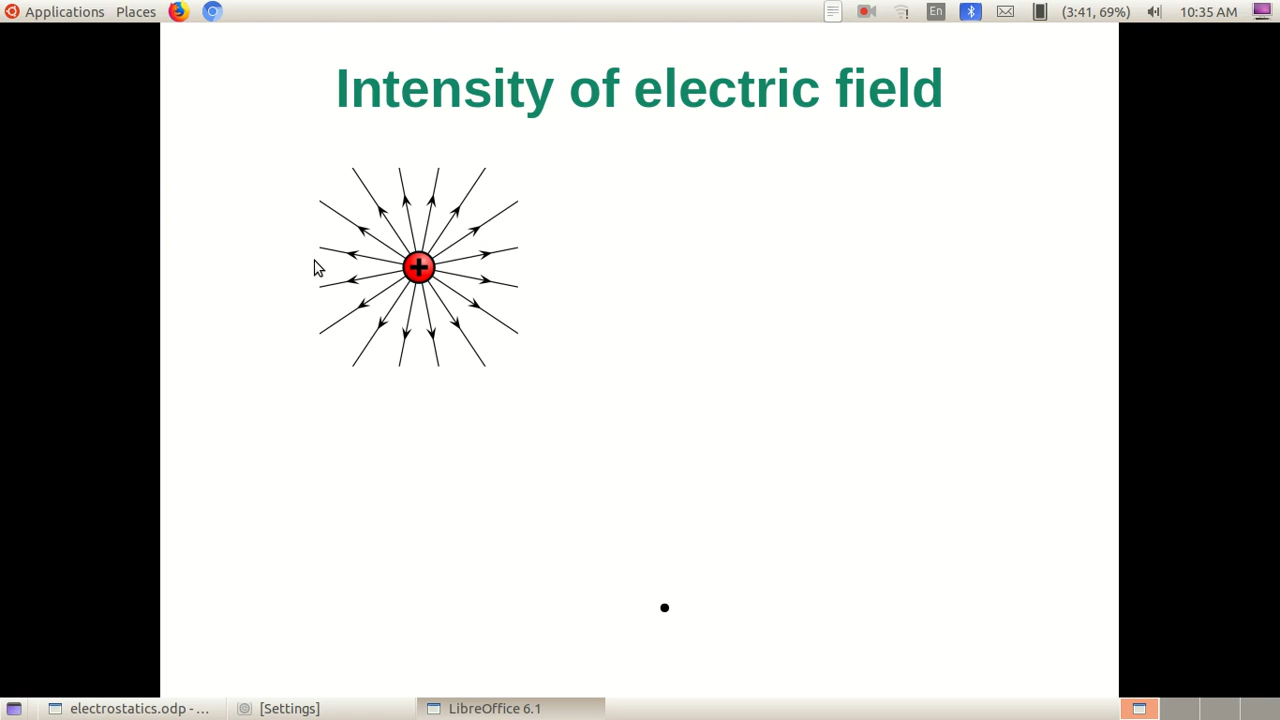 Applications Places En (3:41, 69%) 10:35 AM
Intensity of electric field
+
electrostatics.odp - ... [Settings] LibreOffice 6.1